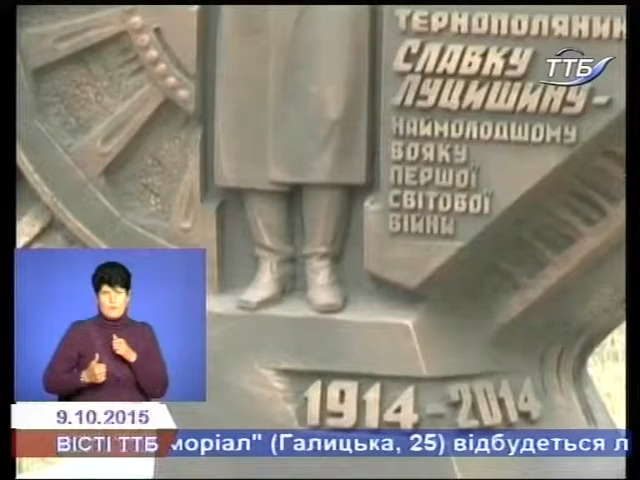 ТЕРНОПОЛЯНИН
СЛАВКУ
ТТБ
ЛУЦИШИНУ-
НАЙМОЛОДШОМУ
ВОЯКУ
ПЕРШОЇ
СВІТОВОЇ
ВІЙНИ
1914-2014
9.10.2015
ВІСТІ ТТБ
моріал" (Галицька, 25) відбудеться л